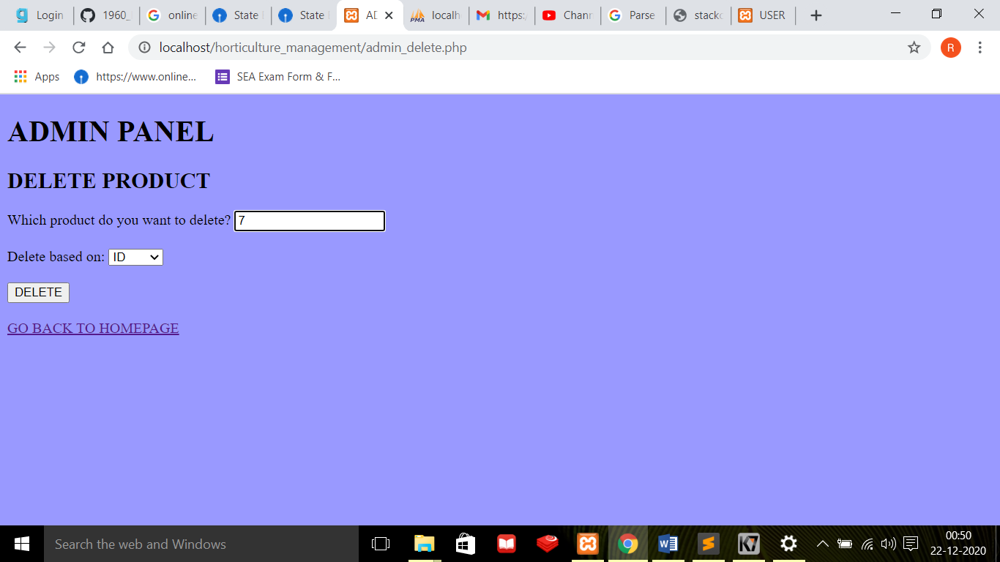 Login
1960_
online
State
State
AD
localh
https:/
Chann
Parse
stacko
USER
localhost/horticulture_management/admin_delete.php
R
Apps
https://www.online...
SEA Exam Form & F...
ADMIN PANEL
DELETE PRODUCT
Which product do you want to delete? 7
Delete based on: ID
DELETE
GO BACK TO HOMEPAGE
Search the web and Windows
00:50
22-12-2020